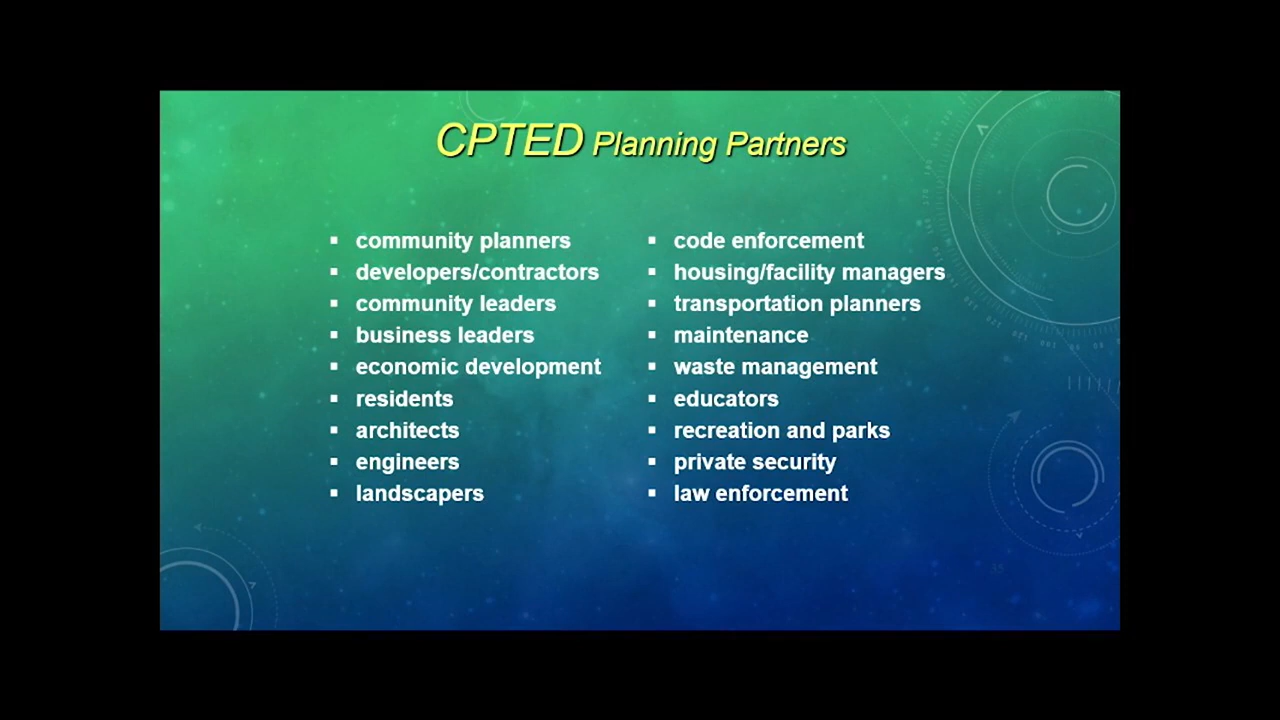 CPTED Planning Partners
▪ community planners
▪ developers/contractors
▪ community leaders
▪ business leaders
▪ economic development
▪ residents
▪ architects
▪ engineers
▪ landscapers
▪ code enforcement
▪ housing/facility managers
▪ transportation planners
▪ maintenance
▪ waste management
▪ educators
▪ recreation and parks
▪ private security
▪ law enforcement